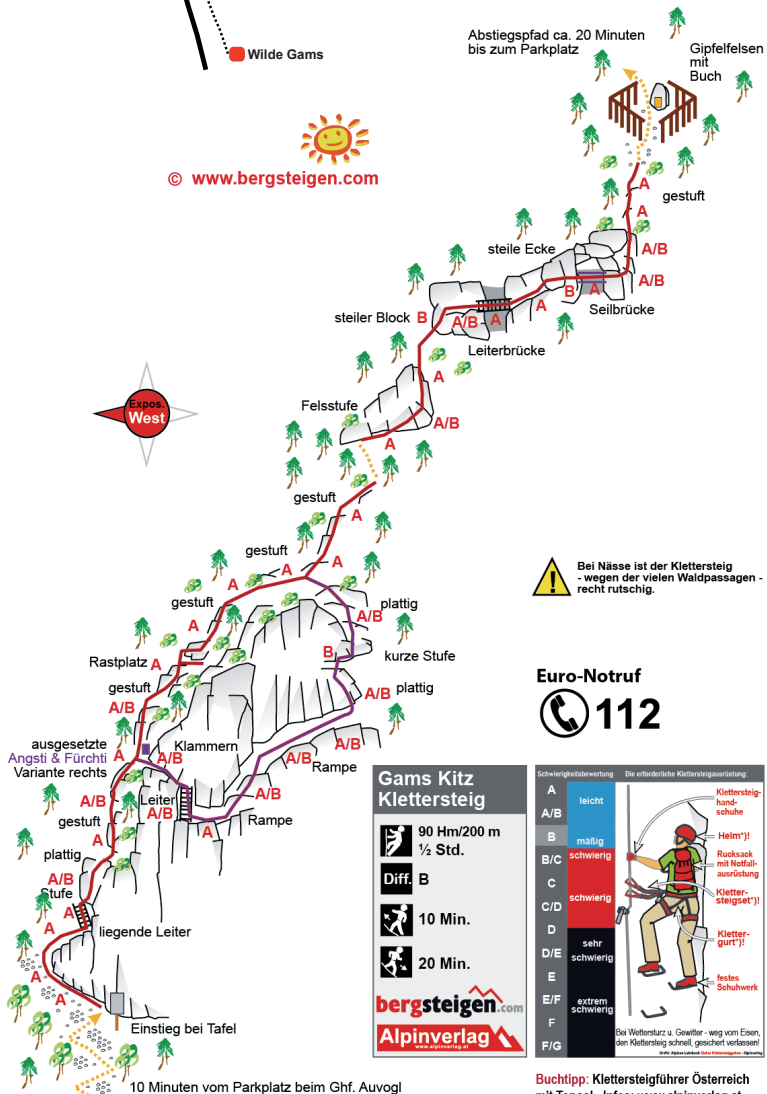 Abstiegspfad ca. 20 Minuten
bis zum Parkplatz
Gipfelfelsen
mit
Buch
Wilde Gams
© www.bergsteigen.com
A
gestuft
A
steile Ecke
A/B
A/B
B
A
A
Seilbrücke
steiler Block
B
A/B
A
Leiterbrücke
A
Expos.
West
Felsstufe
A/B
A
gestuft
A
gestuft
A
A
A
gestuft
A
plattig
A/B
B
kurze Stufe
Rastplatz
A
gestuft
A/B
plattig
A/B
ausgesetzte
Angsti & Fürchti
Variante rechts
A
Klammern
A/B
A/B
A/B
Rampe
A/B
Leiter
A/B
A/B
gestuft
A
Rampe
A
plattig
A/B
Stufe
A
liegende Leiter
A
A
A
Einstieg bei Tafel
10 Minuten vom Parkplatz beim Ghf. Auvogl
Bei Nässe ist der Klettersteig
- wegen der vielen Waldpassagen -
recht rutschig.
Euro-Notruf
112
Gams Kitz
Klettersteig
90 Hm/200 m
½ Std.
Diff. B
10 Min.
20 Min.
bergsteigen.com
Alpinverlag
www.alpinverlag.at
Schwierigkeitsbewertung
Die erforderliche Klettersteigausrüstung:
A
A/B
B
B/C
C
C/D
D
D/E
E
E/F
F
F/G
leicht
mäßig
schwierig
schwierig
sehr
schwierig
extrem
schwierig
Klettersteig-
hand-
schuhe
Helm*)!
Rucksack
mit Notfall-
ausrüstung
Kletter-
steigset*)!
Kletter-
gurt*)!
festes
Schuhwerk
Bei Wettersturz u. Gewitter - weg vom Eisen,
den Klettersteig schnell, gesichert verlassen!
Buchtipp: Klettersteigführer Österreich